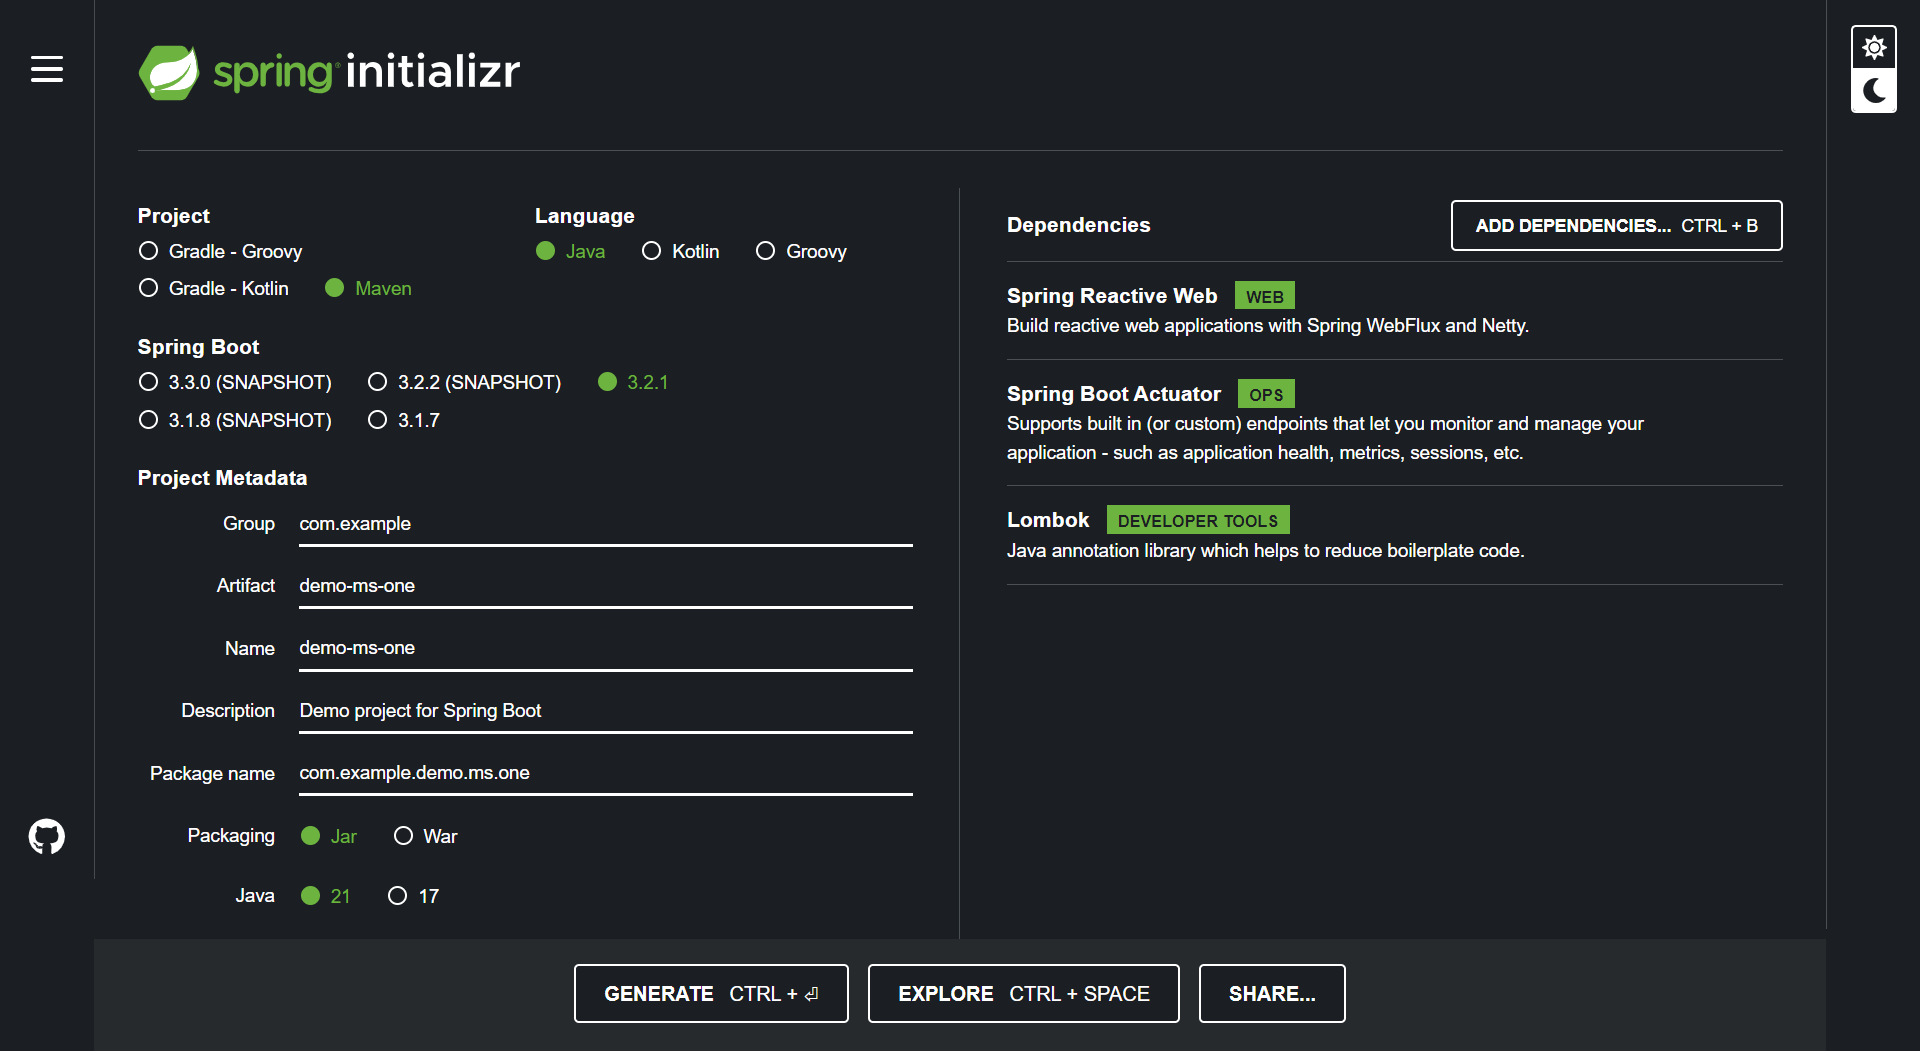 spring initializr
Project
Gradle - Groovy
Gradle - Kotlin Maven
Language
Java Kotlin Groovy
Spring Boot
3.3.0 (SNAPSHOT) 3.2.2 (SNAPSHOT) 3.2.1
3.1.8 (SNAPSHOT) 3.1.7
Project Metadata
Group com.example
Artifact demo-ms-one
Name demo-ms-one
Description Demo project for Spring Boot
Package name com.example.demo.ms.one
Packaging Jar War
Java 21 17
Dependencies ADD DEPENDENCIES... CTRL + B
Spring Reactive Web WEB
Build reactive web applications with Spring WebFlux and Netty.
Spring Boot Actuator OPS
Supports built in (or custom) endpoints that let you monitor and manage your
application - such as application health, metrics, sessions, etc.
Lombok DEVELOPER TOOLS
Java annotation library which helps to reduce boilerplate code.
GENERATE CTRL + ⏎ EXPLORE CTRL + SPACE SHARE...